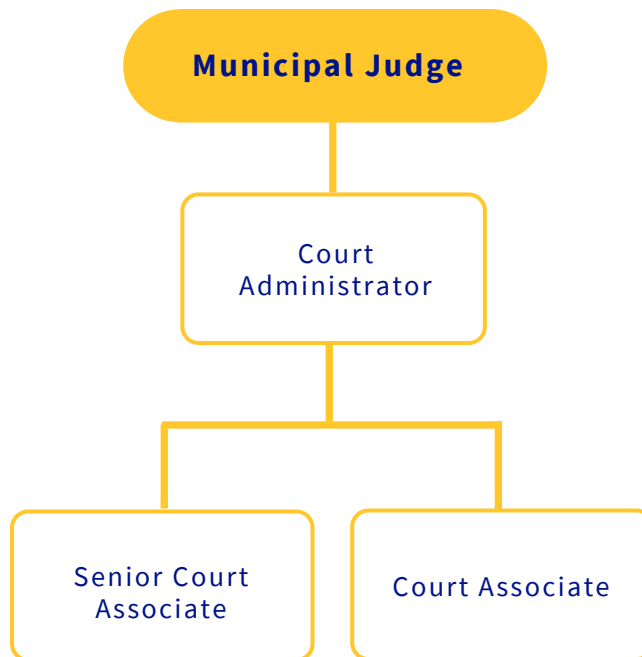 Municipal Judge
Court
Administrator
Senior Court
Associate
Court Associate